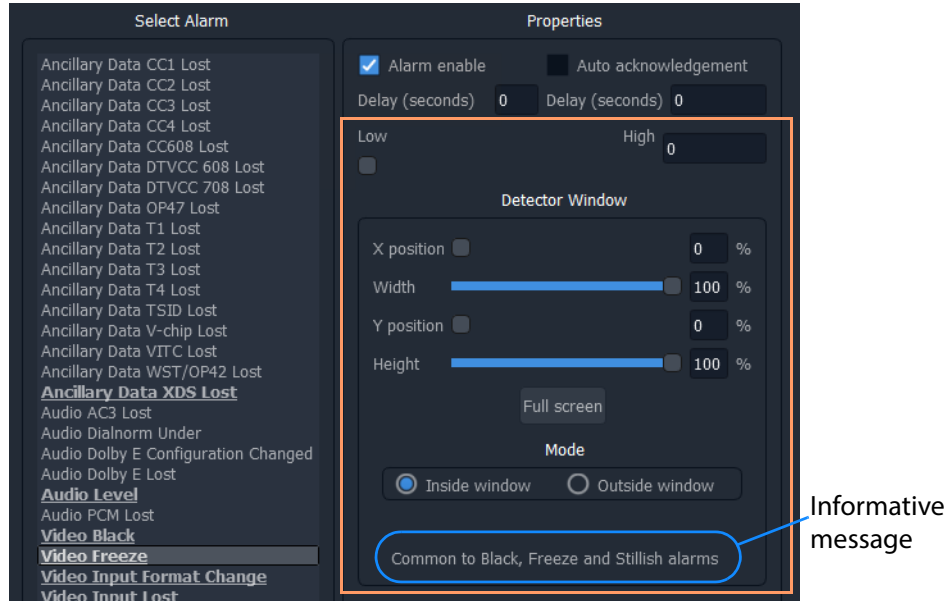 Select Alarm
Ancillary Data CC1 Lost
Ancillary Data CC2 Lost
Ancillary Data CC3 Lost
Ancillary Data CC4 Lost
Ancillary Data CC608 Lost
Ancillary Data DTVCC 608 Lost
Ancillary Data DTVCC 708 Lost
Ancillary Data OP47 Lost
Ancillary Data T1 Lost
Ancillary Data T2 Lost
Ancillary Data T3 Lost
Ancillary Data T4 Lost
Ancillary Data TSID Lost
Ancillary Data V-chip Lost
Ancillary Data VITC Lost
Ancillary Data WST/OP42 Lost
Ancillary Data XDS Lost
Audio AC3 Lost
Audio Dialnorm Under
Audio Dolby E Configuration Changed
Audio Dolby E Lost
Audio Level
Audio PCM Lost
Video Black
Video Freeze
Video Input Format Change
Video Input Lost
Properties
Alarm enable Auto acknowledgement
Delay (seconds) 0 Delay (seconds) 0
Low High 0
Detector Window
X position 0 %
Width 100 %
Y position 0 %
Height 100 %
Full screen
Mode
Inside window Outside window
Common to Black, Freeze and Stillish alarms
Informative
message